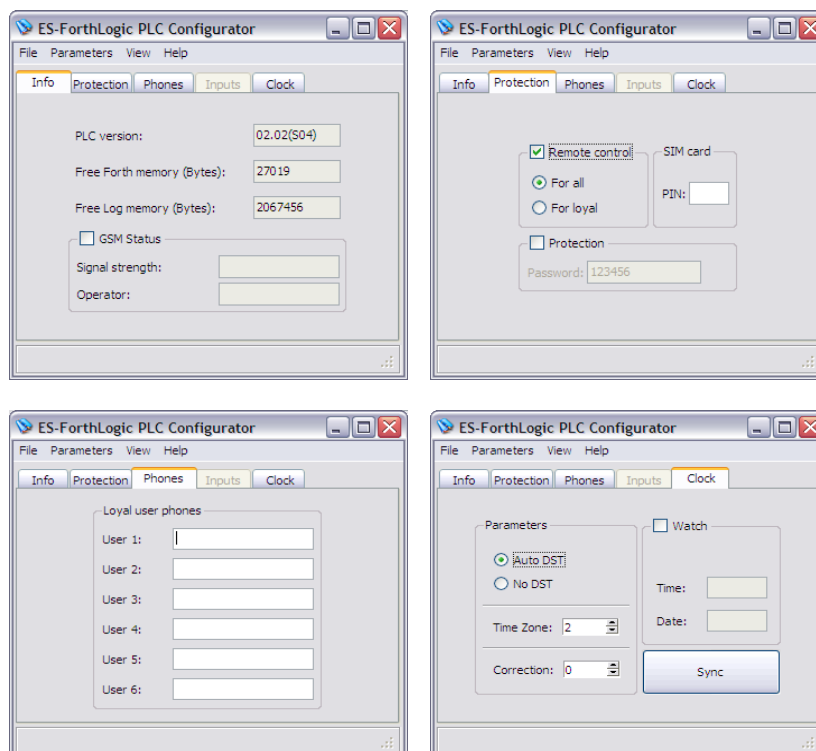 ES-ForthLogic PLC Configurator
File Parameters View Help
Info Protection Phones Inputs Clock
PLC version: 02.02(S04)
Free Forth memory (Bytes): 27019
Free Log memory (Bytes): 2067456
GSM Status
Signal strength:
Operator:
ES-ForthLogic PLC Configurator
File Parameters View Help
Info Protection Phones Inputs Clock
Remote control
For all
For loyal
SIM card
PIN:
Protection
Password: 123456
ES-ForthLogic PLC Configurator
File Parameters View Help
Info Protection Phones Inputs Clock
Loyal user phones
User 1:
User 2:
User 3:
User 4:
User 5:
User 6:
ES-ForthLogic PLC Configurator
File Parameters View Help
Info Protection Phones Inputs Clock
Parameters
Auto DST
No DST
Time Zone: 2
Correction: 0
Watch
Time:
Date:
Sync